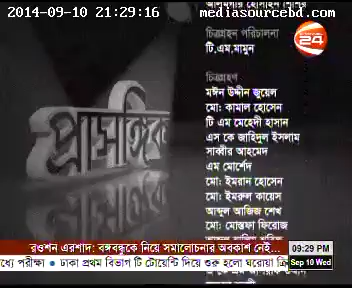 2014-09-10 21:29:16
mediasourcebd.com
চিত্রগ্রহন পরিচালনা
টি.এম.মামুন
24
চিত্রগ্রহণ
মঈন উদ্দীন জুয়েল
মো: কামাল হোসেন
টি এম মেহেদী হাসান
এস কে জাহিদুল ইসলাম
সাব্বীর আহমেদ
এম মোর্শেদ
মো: ইমরান হোসেন
মো: ইমরুল কায়েস
আব্দুল আজিজ শেখ
মো: মোস্তফা ফিরোজ
প্রাসঙ্গিক
রওশন এরশাদ: বঙ্গবন্ধুকে নিয়ে সমালোচনার অবকাশ নেই...
09:29 PM
ধ্যে পরীক্ষা • ঢাকা প্রথম বিভাগ টি টোয়েন্টি দিয়ে শুরু হলো ঘরোয়া ক্রি
Sep 10 Wed